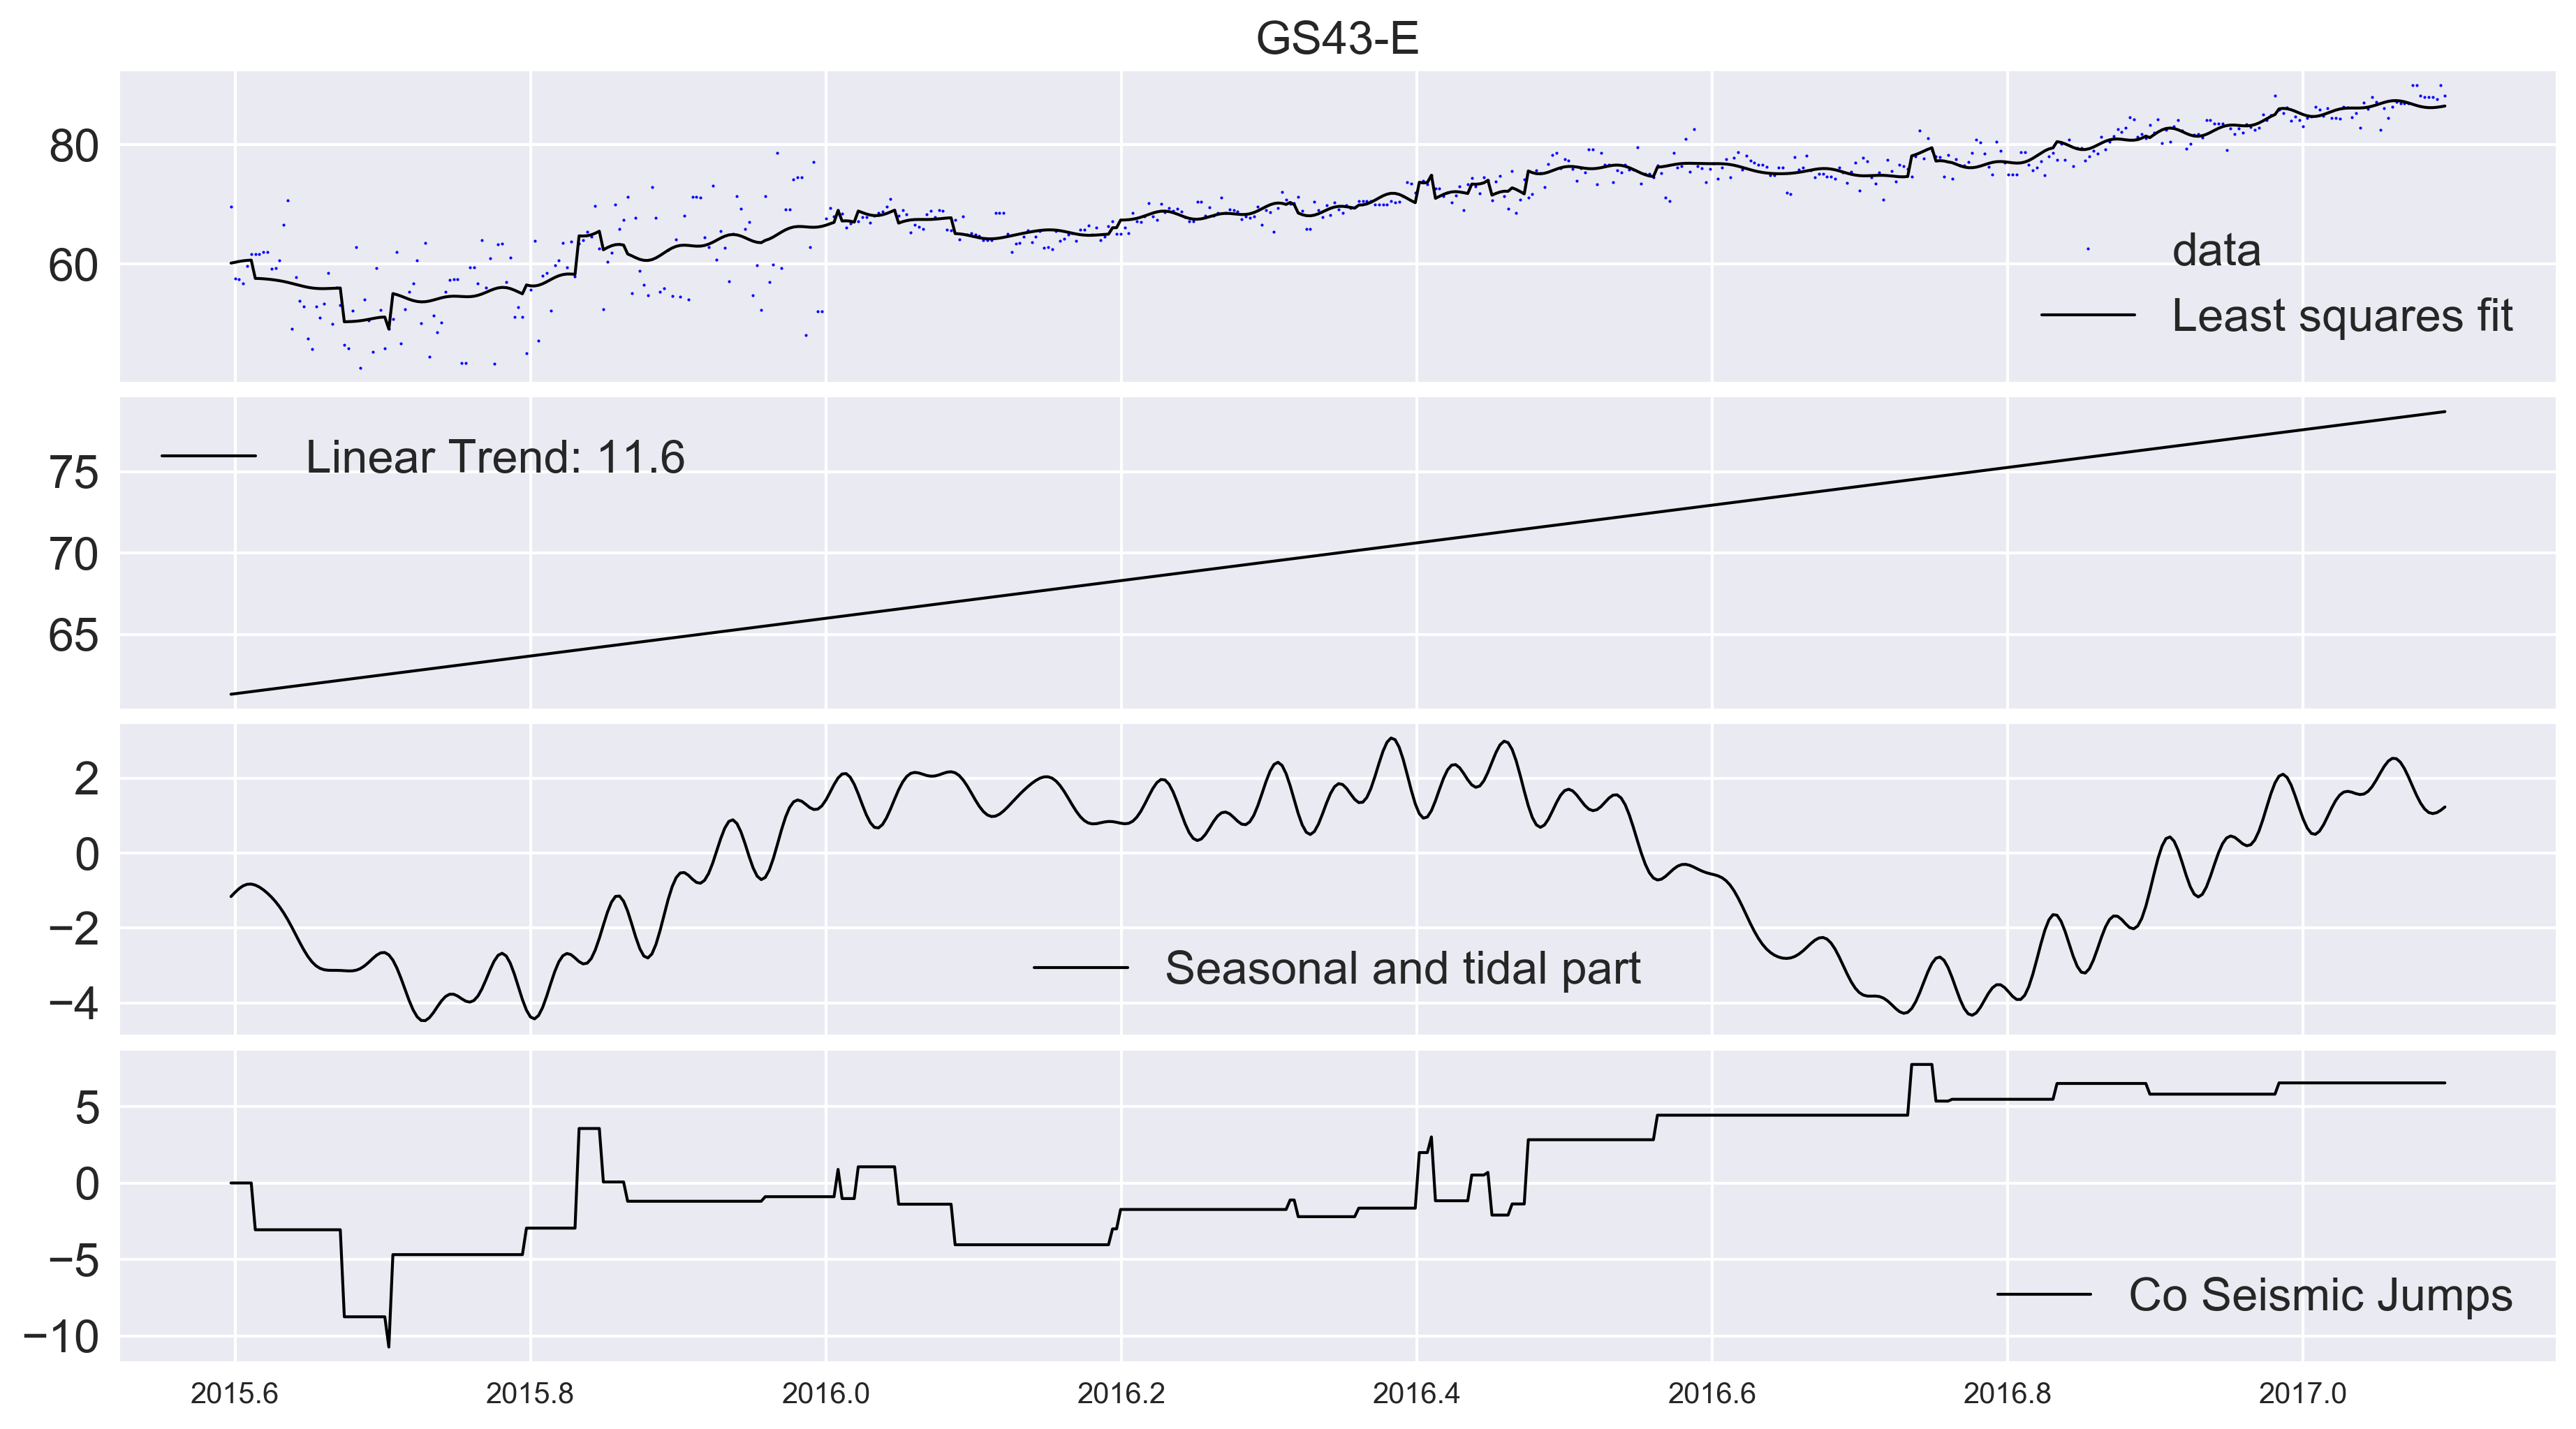 GS43-E
80
60
data
Least squares fit
Linear Trend: 11.6
75
70
65
2
0
−2
−4
Seasonal and tidal part
5
0
−5
−10
Co Seismic Jumps
2015.6 2015.8 2016.0 2016.2 2016.4 2016.6 2016.8 2017.0